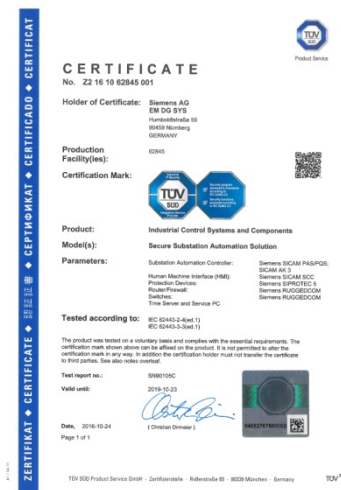 TÜV
SÜD
Product Service
CERTIFICATE
No. Z2 16 10 62845 001
Holder of Certificate: Siemens AG
EM DG SYS
Humboldtstraße 59
90459 Nürnberg
GERMANY
Production
Facility(ies): 62845
Certification Mark:
TÜV
SÜD
Product: Industrial Control Systems and Components
Model(s): Secure Substation Automation Solution
Parameters: Substation Automation Controller: Siemens SICAM PAS/PQS;
SICAM AK 3
Human Machine Interface (HMI): Siemens SICAM SCC
Protection Devices: Siemens SIPROTEC 5
Router/Firewall: Siemens RUGGEDCOM
Switches: Siemens RUGGEDCOM
Time Server and Service PC
Tested according to: IEC 62443-2-4(ed.1)
IEC 62443-3-3(ed.1)
The product was tested on a voluntary basis and complies with the essential requirements. The
certification mark shown above can be affixed on the product. It is not permitted to alter the
certification mark in any way. In addition the certification holder must not transfer the certificate
to third parties. See also notes overleaf.
Test report no.: SN90105C
Valid until: 2019-10-23
Date, 2016-10-24
( Christian Dirmeier )
Page 1 of 1
TÜV SÜD Product Service GmbH · Zertifizierstelle · Ridlerstraße 65 · 80339 München · Germany
TÜV
ZERTIFIKAT ◆ CERTIFICATE ◆ 認証証書 ◆ СЕРТИФИКАТ ◆ CERTIFICADO ◆ CERTIFICAT